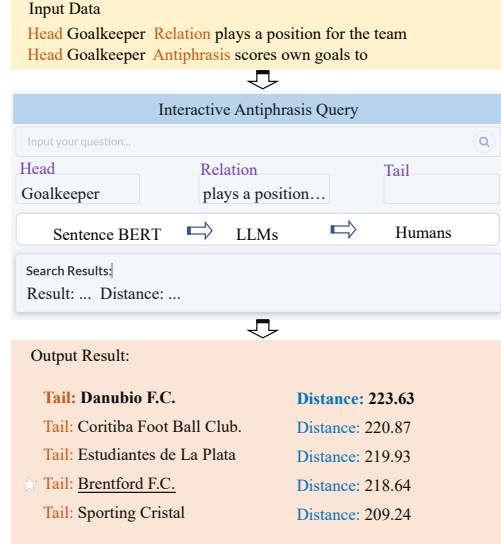 Input Data
Head Goalkeeper Relation plays a position for the team
Head Goalkeeper Antiphrasis scores own goals to
Interactive Antiphrasis Query
Input your question...
Head Relation Tail
Goalkeeper plays a position...
Sentence BERT LLMs Humans
Search Results:
Result: ... Distance: ...
Output Result:
Tail: Danubio F.C. Distance: 223.63
Tail: Coritiba Foot Ball Club. Distance: 220.87
Tail: Estudiantes de La Plata Distance: 219.93
Tail: Brentford F.C. Distance: 218.64
Tail: Sporting Cristal Distance: 209.24